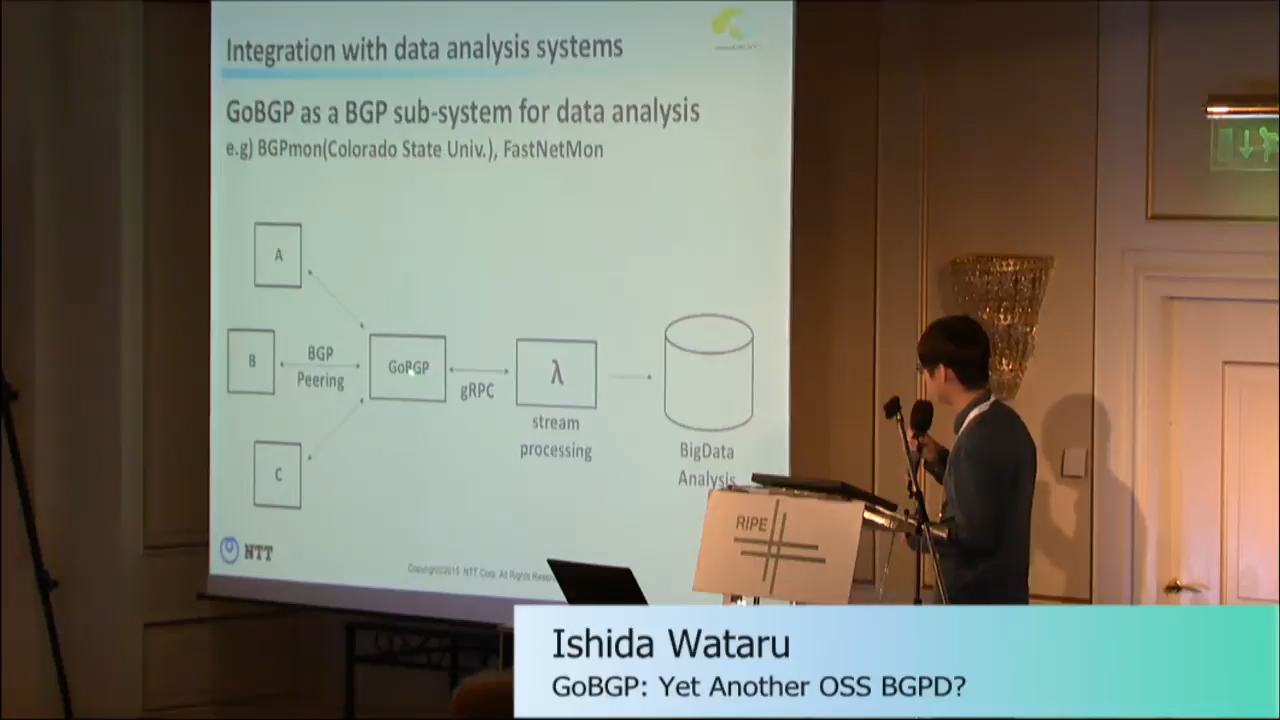 Integration with data analysis systems
GoBGP as a BGP sub-system for data analysis
e.g) BGPmon(Colorado State Univ.), FastNetMon
A
B
BGP
Peering
GoBGP
gRPC
λ
stream
processing
BigData
Analysis
C
NTT
Copyright©2015 NTT Corp. All Rights
RIPE
Ishida Wataru
GoBGP: Yet Another OSS BGPD?